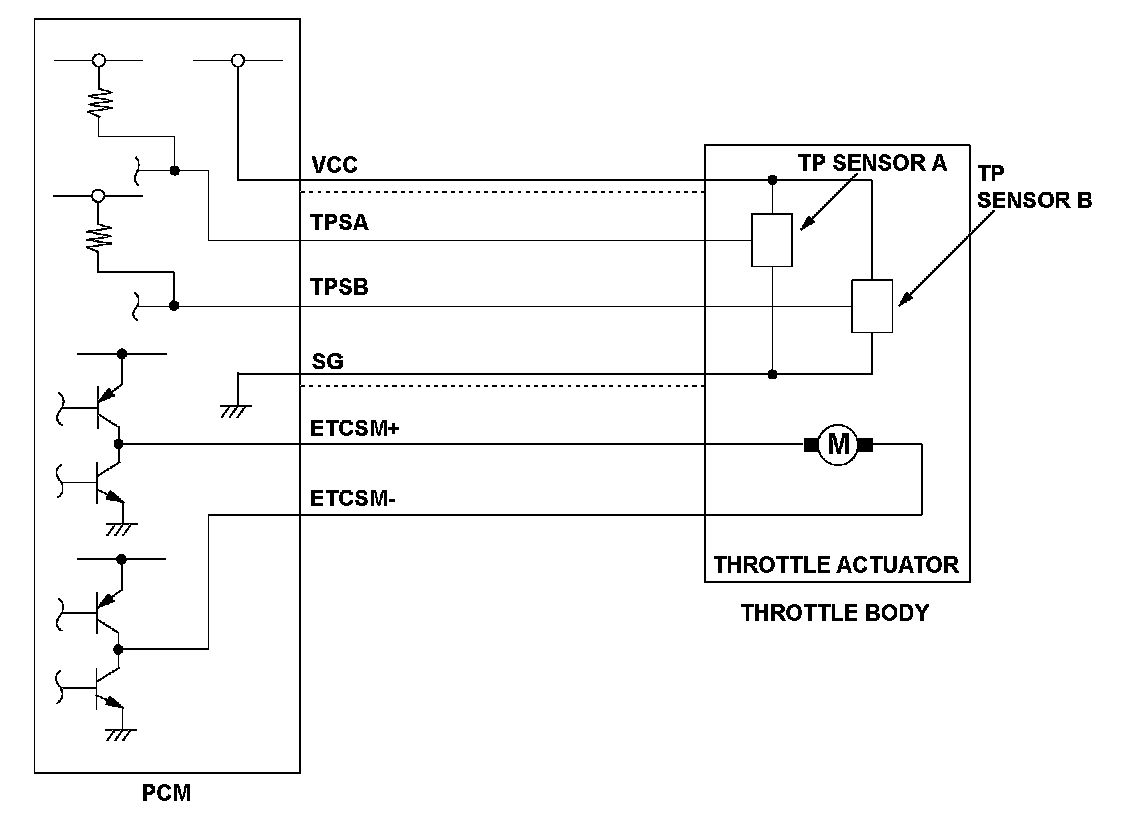 VCC
TP SENSOR A
TP
SENSOR B
TPSA
TPSB
SG
ETCSM+
M
ETCSM-
THROTTLE ACTUATOR
THROTTLE BODY
PCM